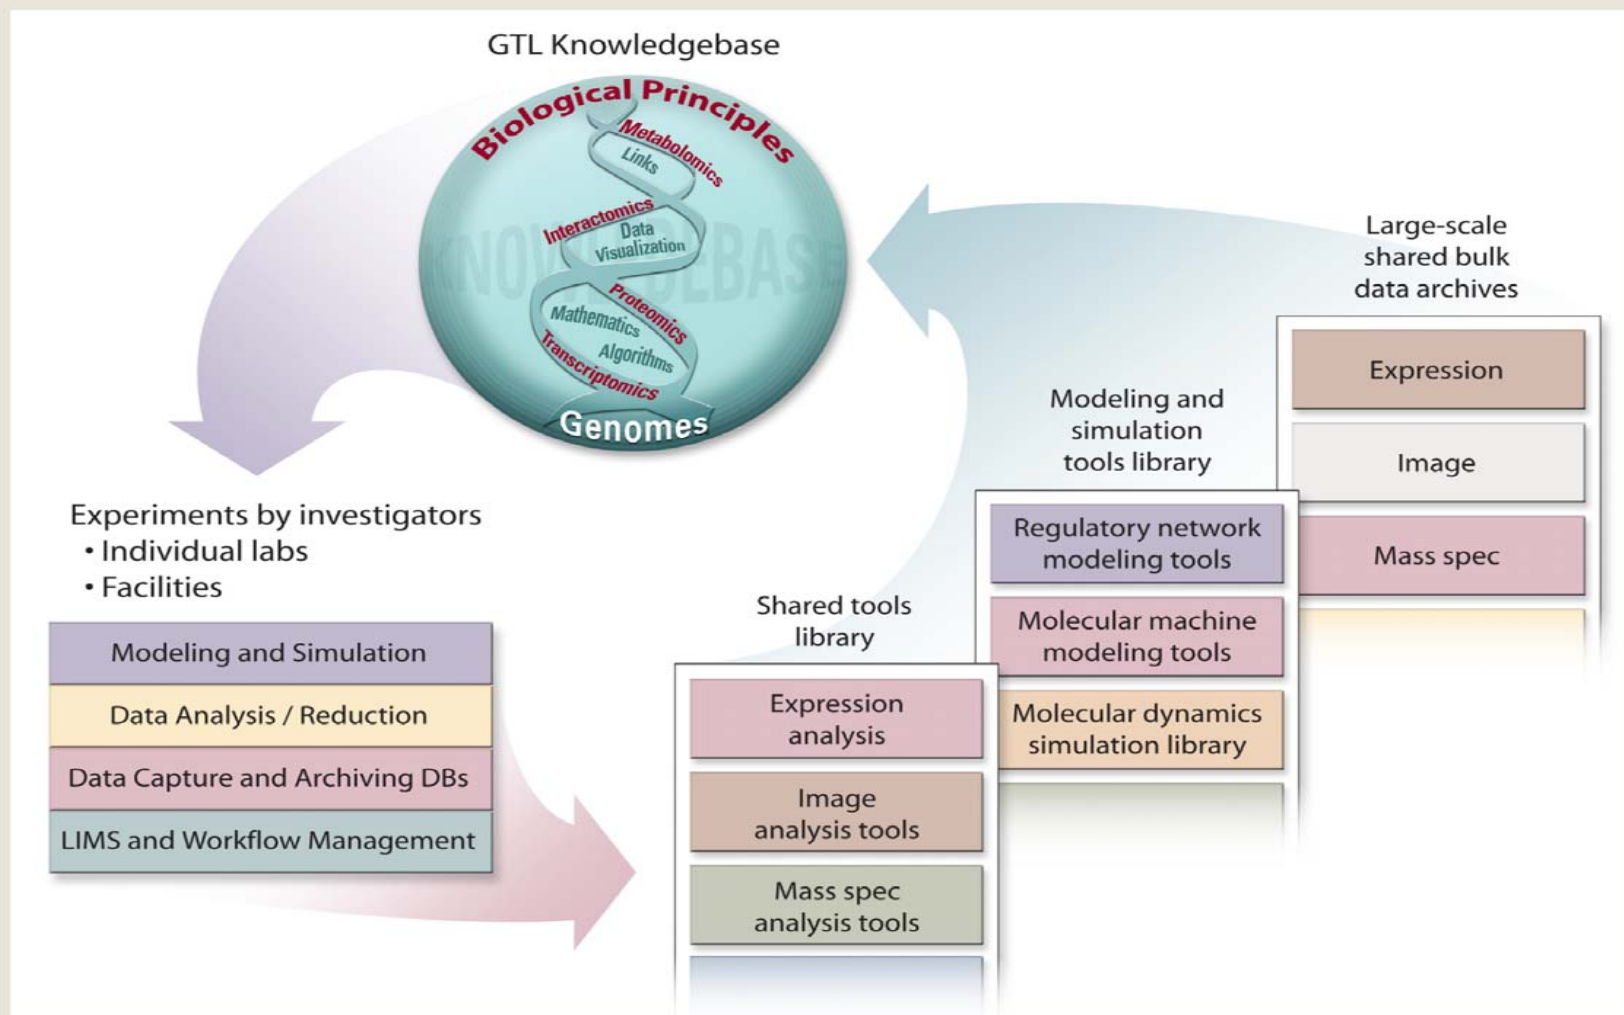 GTL Knowledgebase
Biological Principles
Metabolomics
Links
Interactomics
Data
Visualization
KNOWLEDEBASE
Proteomics
Mathematics
Algorithms
Transcriptomics
Genomes
Experiments by investigators
• Individual labs
• Facilities
Modeling and Simulation
Data Analysis / Reduction
Data Capture and Archiving DBs
LIMS and Workflow Management
Shared tools
library
Expression
analysis
Image
analysis tools
Mass spec
analysis tools
Modeling and
simulation
tools library
Regulatory network
modeling tools
Molecular machine
modeling tools
Molecular dynamics
simulation library
Large-scale
shared bulk
data archives
Expression
Image
Mass spec